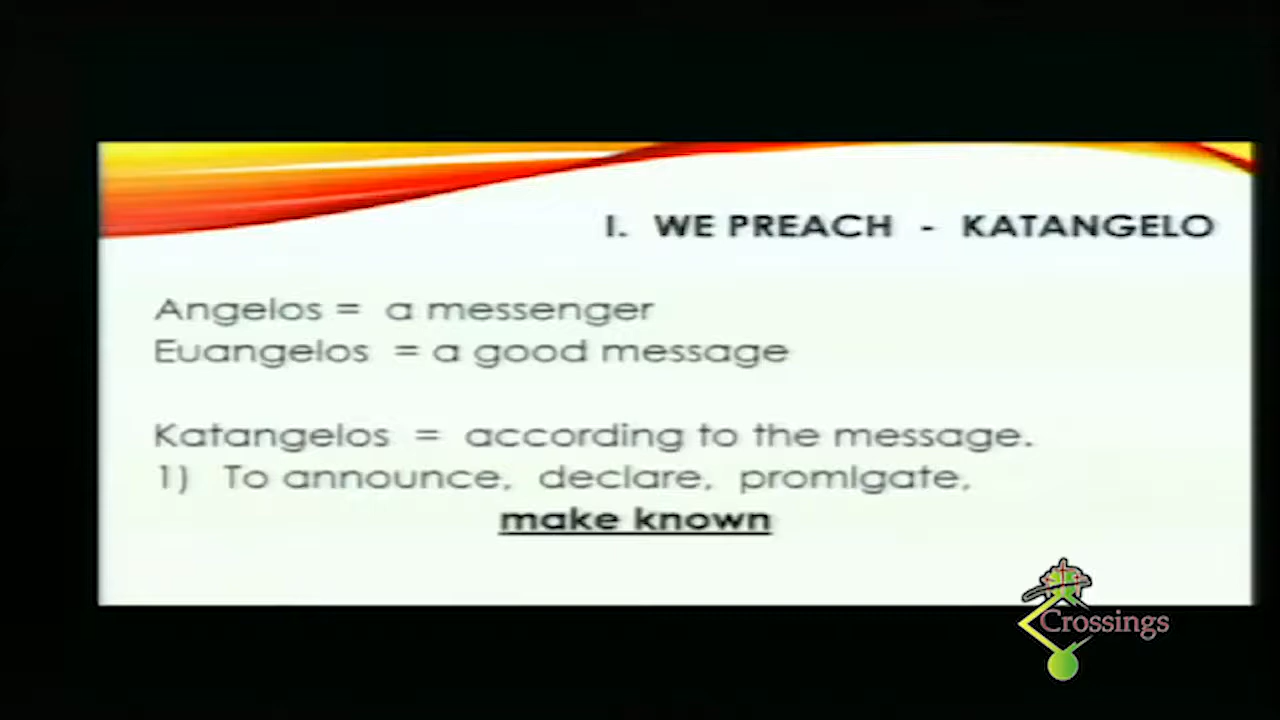 I. WE PREACH - KATANGELO
Angelos = a messenger
Euangelos = a good message
Katangelos = according to the message.
1) To announce, declare, promlgate,
make known
Crossings